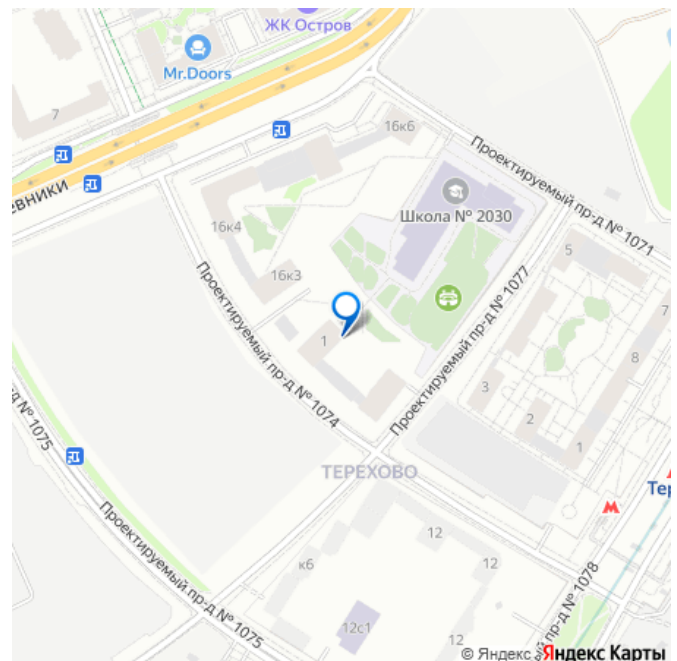 ЖК Остров
Mr.Doors
7
16к6
Проектируемый пр-д № 1071
ЕВНИКИ
Школа № 2030
16к4
16к3
5
Проектируемый пр-д № 1077
7
1
8
Проектируемый пр-д № 1074
3
2
1
д № 1075
ТЕРЕХОВО
Тер
Проектируемый пр-д № 1075
12
12
к6
12с1
12
ый пр-д № 1078
© Яндекс Яндекс Карты